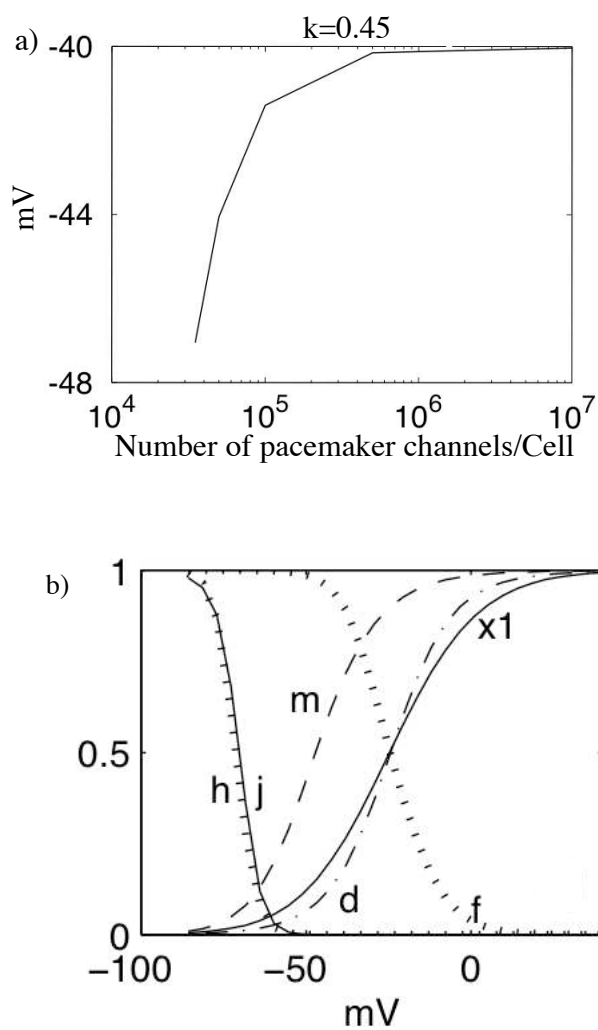 a)
k=0.45
-40
mV
-44
-48
10^4 10^5 10^6 10^7
Number of pacemaker channels/Cell
b)
1
x1
m
0.5
h j
d
f
0
−100 −50 0
mV